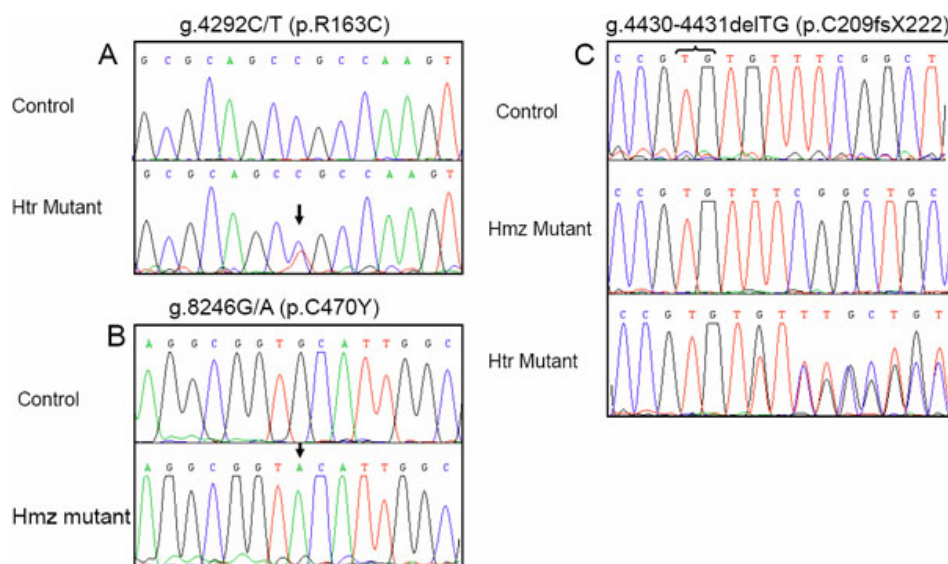 g.4292C/T (p.R163C)
A
G C G C A G C C G C C A A G T
Control
G C G C A G C C G C C A A G T
Htr Mutant
g.8246G/A (p.C470Y)
B
A G G C G G T G C A T T G G C
Control
A G G C G G T A C A T T G G C
Hmz mutant
g.4430-4431delTG (p.C209fsX222)
C
C C G T G T G T T T C G G C T
Control
C C G T G T T T C G G C T G C
Hmz Mutant
C C G T G T G T T G C T G T
Htr Mutant